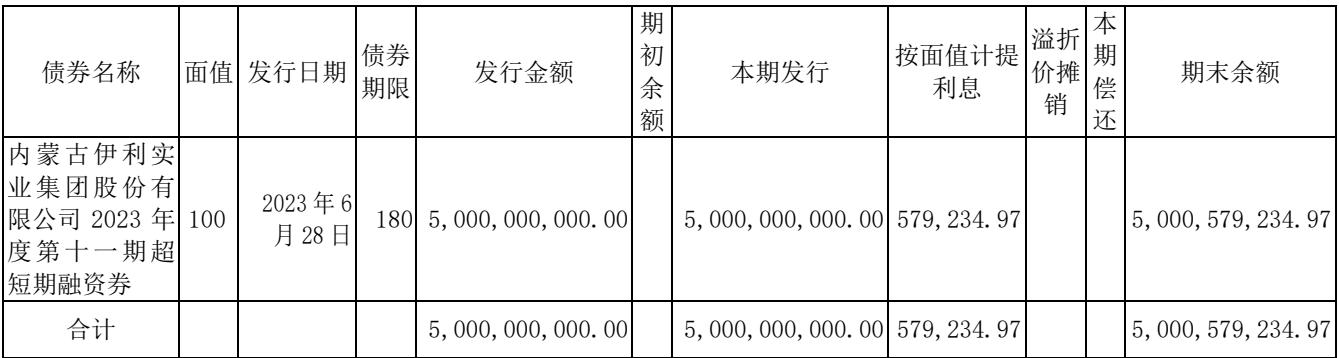 债券名称 面值 发行日期 债券期限 发行金额 期初余额 本期发行 按面值计提利息 溢折价摊销 本期偿还 期末余额
内蒙古伊利实业集团股份有限公司 2023 年度第十一期超短期融资券 100 2023 年 6 月 28 日 180 5,000,000,000.00 5,000,000,000.00 579,234.97 5,000,579,234.97
合计 5,000,000,000.00 5,000,000,000.00 579,234.97 5,000,579,234.97